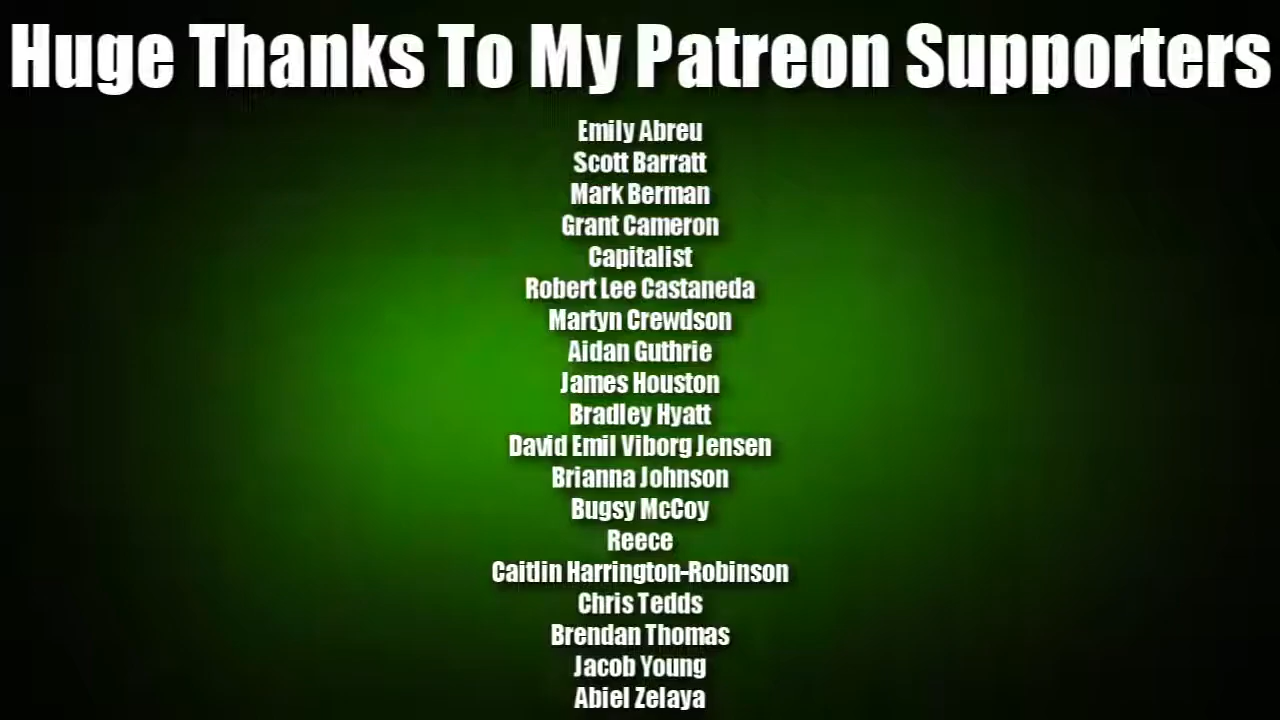 Huge Thanks To My Patreon Supporters
Emily Abreu
Scott Barratt
Mark Berman
Grant Cameron
Capitalist
Robert Lee Castaneda
Martyn Crewdson
Aidan Guthrie
James Houston
Bradley Hyatt
David Emil Viborg Jensen
Brianna Johnson
Bugsy McCoy
Reece
Caitlin Harrington-Robinson
Chris Tedds
Brendan Thomas
Jacob Young
Abiel Zelaya